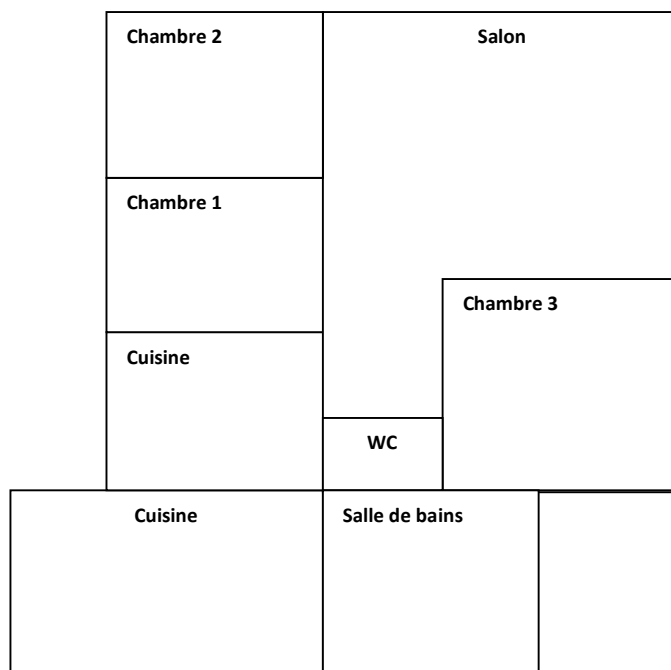 Chambre 2
Salon
Chambre 1
Chambre 3
Cuisine
WC
Cuisine
Salle de bains